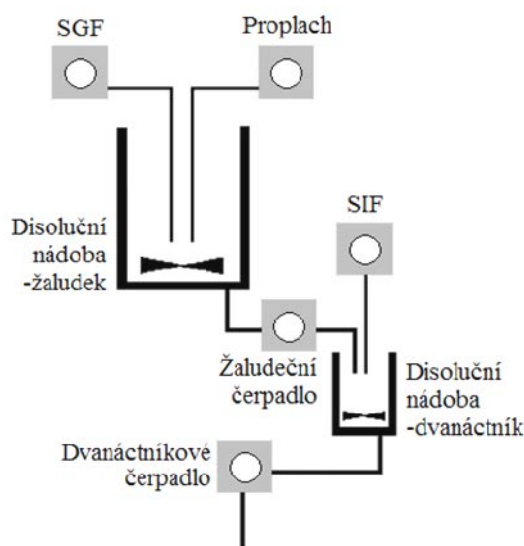 SGF
Proplach
Disoluční
nádoba
-žaludek
SIF
Žaludeční
čerpadlo
Disoluční
nádoba
-dvanáctník
Dvanáctníkové
čerpadlo